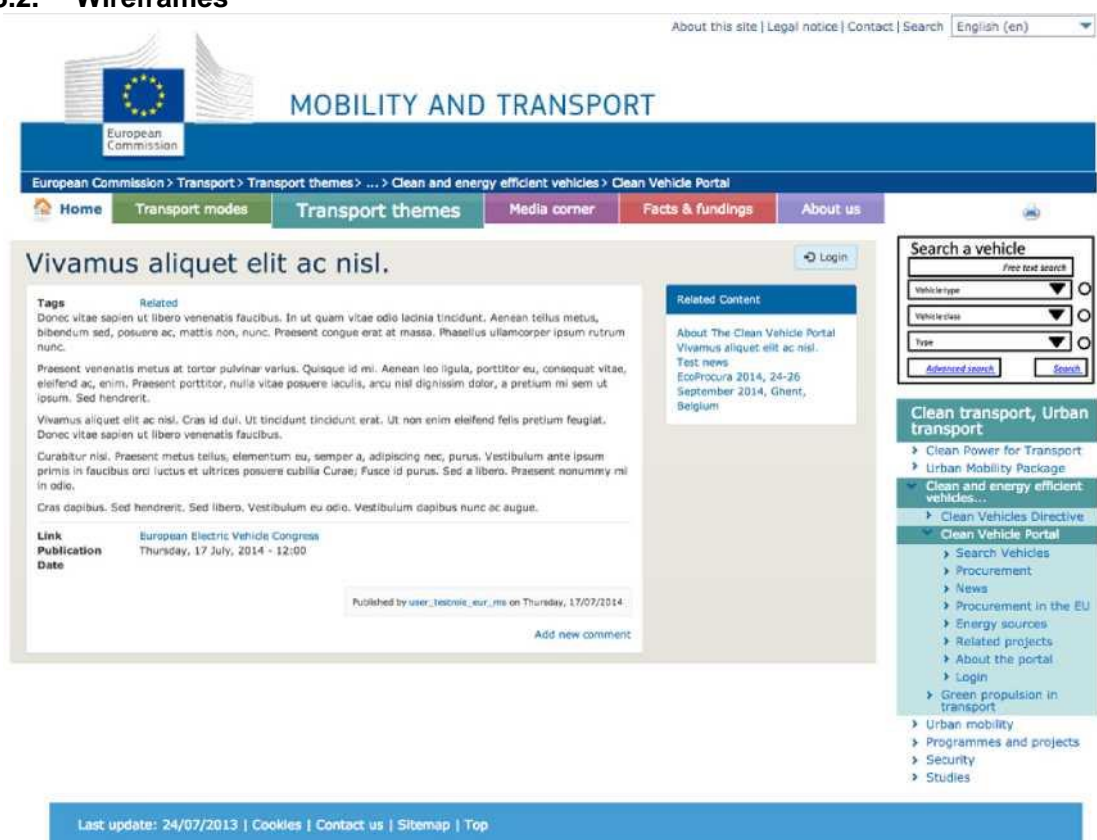 3.2. Wireframes
About this site | Legal notice | Contact | Search English (en)
European
Commission
MOBILITY AND TRANSPORT
European Commission > Transport > Transport themes > ... > Clean and energy efficient vehicles > Clean Vehicle Portal
Home Transport modes Transport themes Media corner Facts & fundings About us
Vivamus aliquet elit ac nisl.
Login
Tags Related
Donec vitae sapien ut libero venenatis faucibus. In ut quam vitae odio lacinia tincidunt. Aenean tellus metus,
bibendum sed, posuere ac, mattis non, nunc. Praesent congue erat at massa. Phasellus ullamcorper ipsum rutrum
nunc.
Praesent venenatis metus at tortor pulvinar varius. Quisque id mi. Aenean leo ligula, porttitor eu, consequat vitae,
eleifend ac, enim. Praesent porttitor, nulla vitae posuere iaculis, arcu nisl dignissim dolor, a pretium mi sem ut
ipsum. Sed hendrerit.
Vivamus aliquet elit ac nisl. Cras id dui. Ut tincidunt tincidunt erat. Ut non enim eleifend felis pretium feugiat.
Donec vitae sapien ut libero venenatis faucibus.
Curabitur nisl. Praesent metus tellus, elementum eu, semper a, adipiscing nec, purus. Vestibulum ante ipsum
primis in faucibus orci luctus et ultrices posuere cubilia Curae; Fusce id purus. Sed a libero. Praesent nonummy mi
in odio.
Cras dapibus. Sed hendrerit. Sed libero. Vestibulum eu odio. Vestibulum dapibus nunc ac augue.
Link European Electric Vehicle Congress
Publication Thursday, 17 July, 2014 - 12:00
Date
Published by user_testrole_eur_ms on Thursday, 17/07/2014
Add new comment
Related Content
About The Clean Vehicle Portal
Vivamus aliquet elit ac nisl.
Test news
EcoProcura 2014, 24-26
September 2014, Ghent,
Belgium
Search a vehicle
Free text search
Vehicle type
Vehicle class
Type
Advanced search Search
Clean transport, Urban
transport
Clean Power for Transport
Urban Mobility Package
Clean and energy efficient
vehicles...
Clean Vehicles Directive
Clean Vehicle Portal
Search Vehicles
Procurement
News
Procurement in the EU
Energy sources
Related projects
About the portal
Login
Green propulsion in
transport
Urban mobility
Programmes and projects
Security
Studies
Last update: 24/07/2013 | Cookies | Contact us | Sitemap | Top